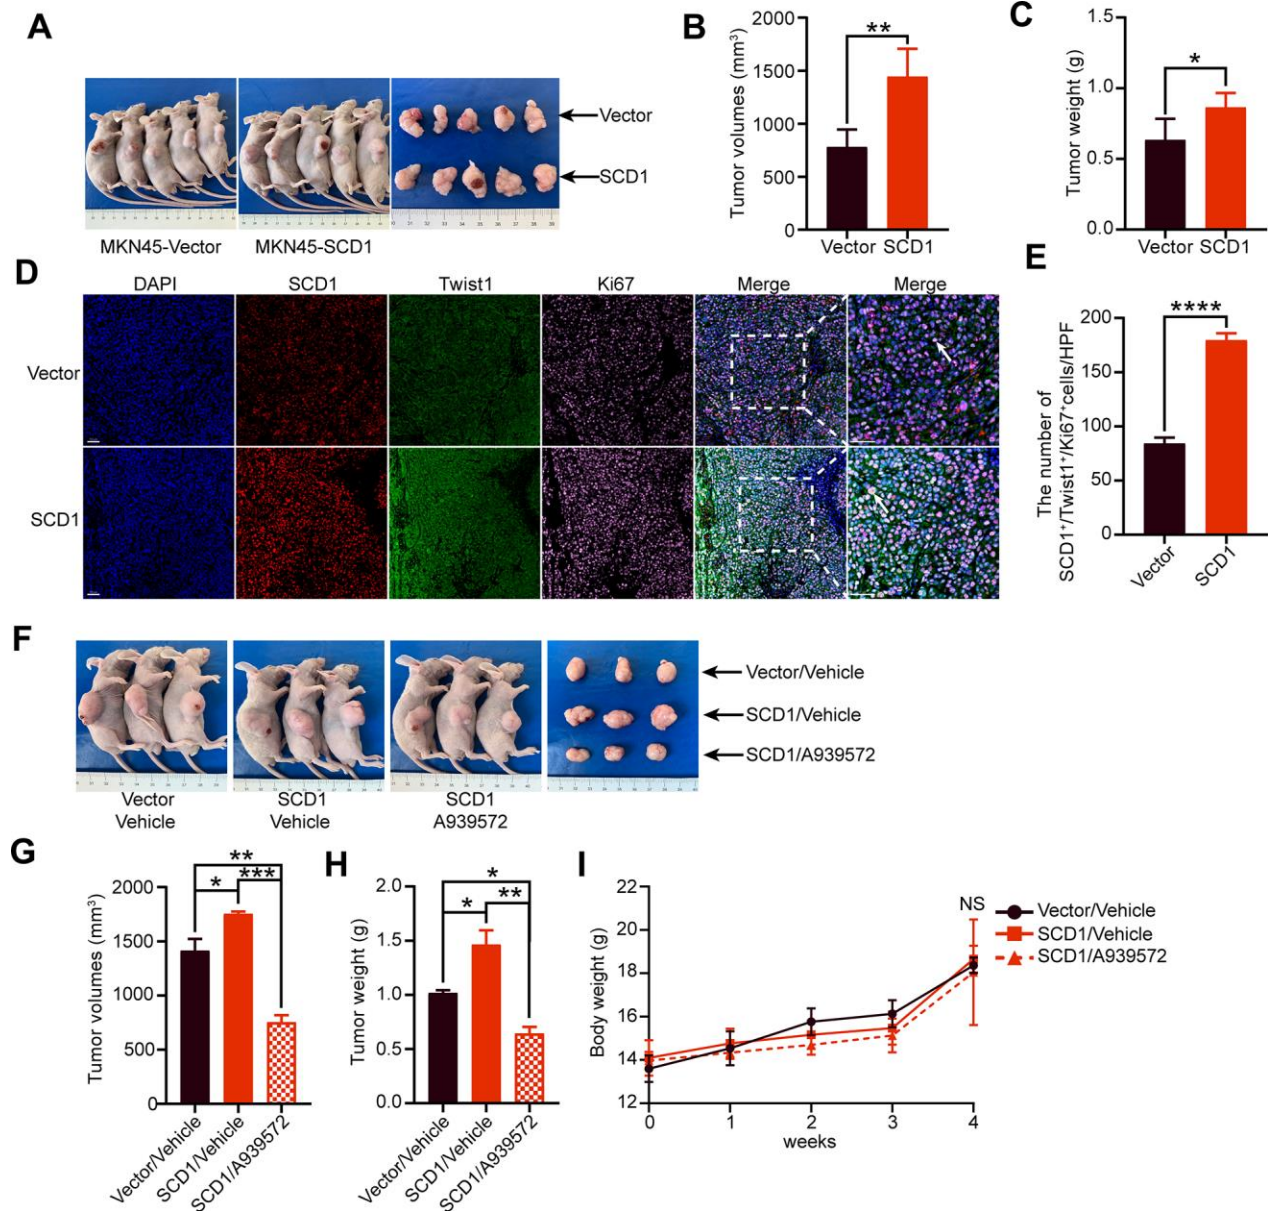 A
Vector
SCD1
MKN45-Vector
MKN45-SCD1
B
Tumor volumes (mm³)
2000
1500
1000
500
0
**
Vector SCD1
C
Tumor weight (g)
1.5
1.0
0.5
0.0
*
Vector SCD1
D
DAPI
SCD1
Twist1
Ki67
Merge
Merge
Vector
SCD1
E
The number of
SCD1⁺/Twist1⁺/Ki67⁺cells/HPF
200
150
100
50
0
****
Vector
SCD1
F
Vector/Vehicle
SCD1/Vehicle
SCD1/A939572
Vector
Vehicle
SCD1
Vehicle
SCD1
A939572
G
Tumor volumes (mm³)
2000
1500
1000
500
0
**
*
***
Vector/Vehicle
SCD1/Vehicle
SCD1/A939572
H
Tumor weight (g)
2.0
1.5
1.0
0.5
0.0
*
*
**
Vector/Vehicle
SCD1/Vehicle
SCD1/A939572
I
Body weight (g)
22
20
18
16
14
12
0
1
2
3
4
weeks
NS
Vector/Vehicle
SCD1/Vehicle
SCD1/A939572